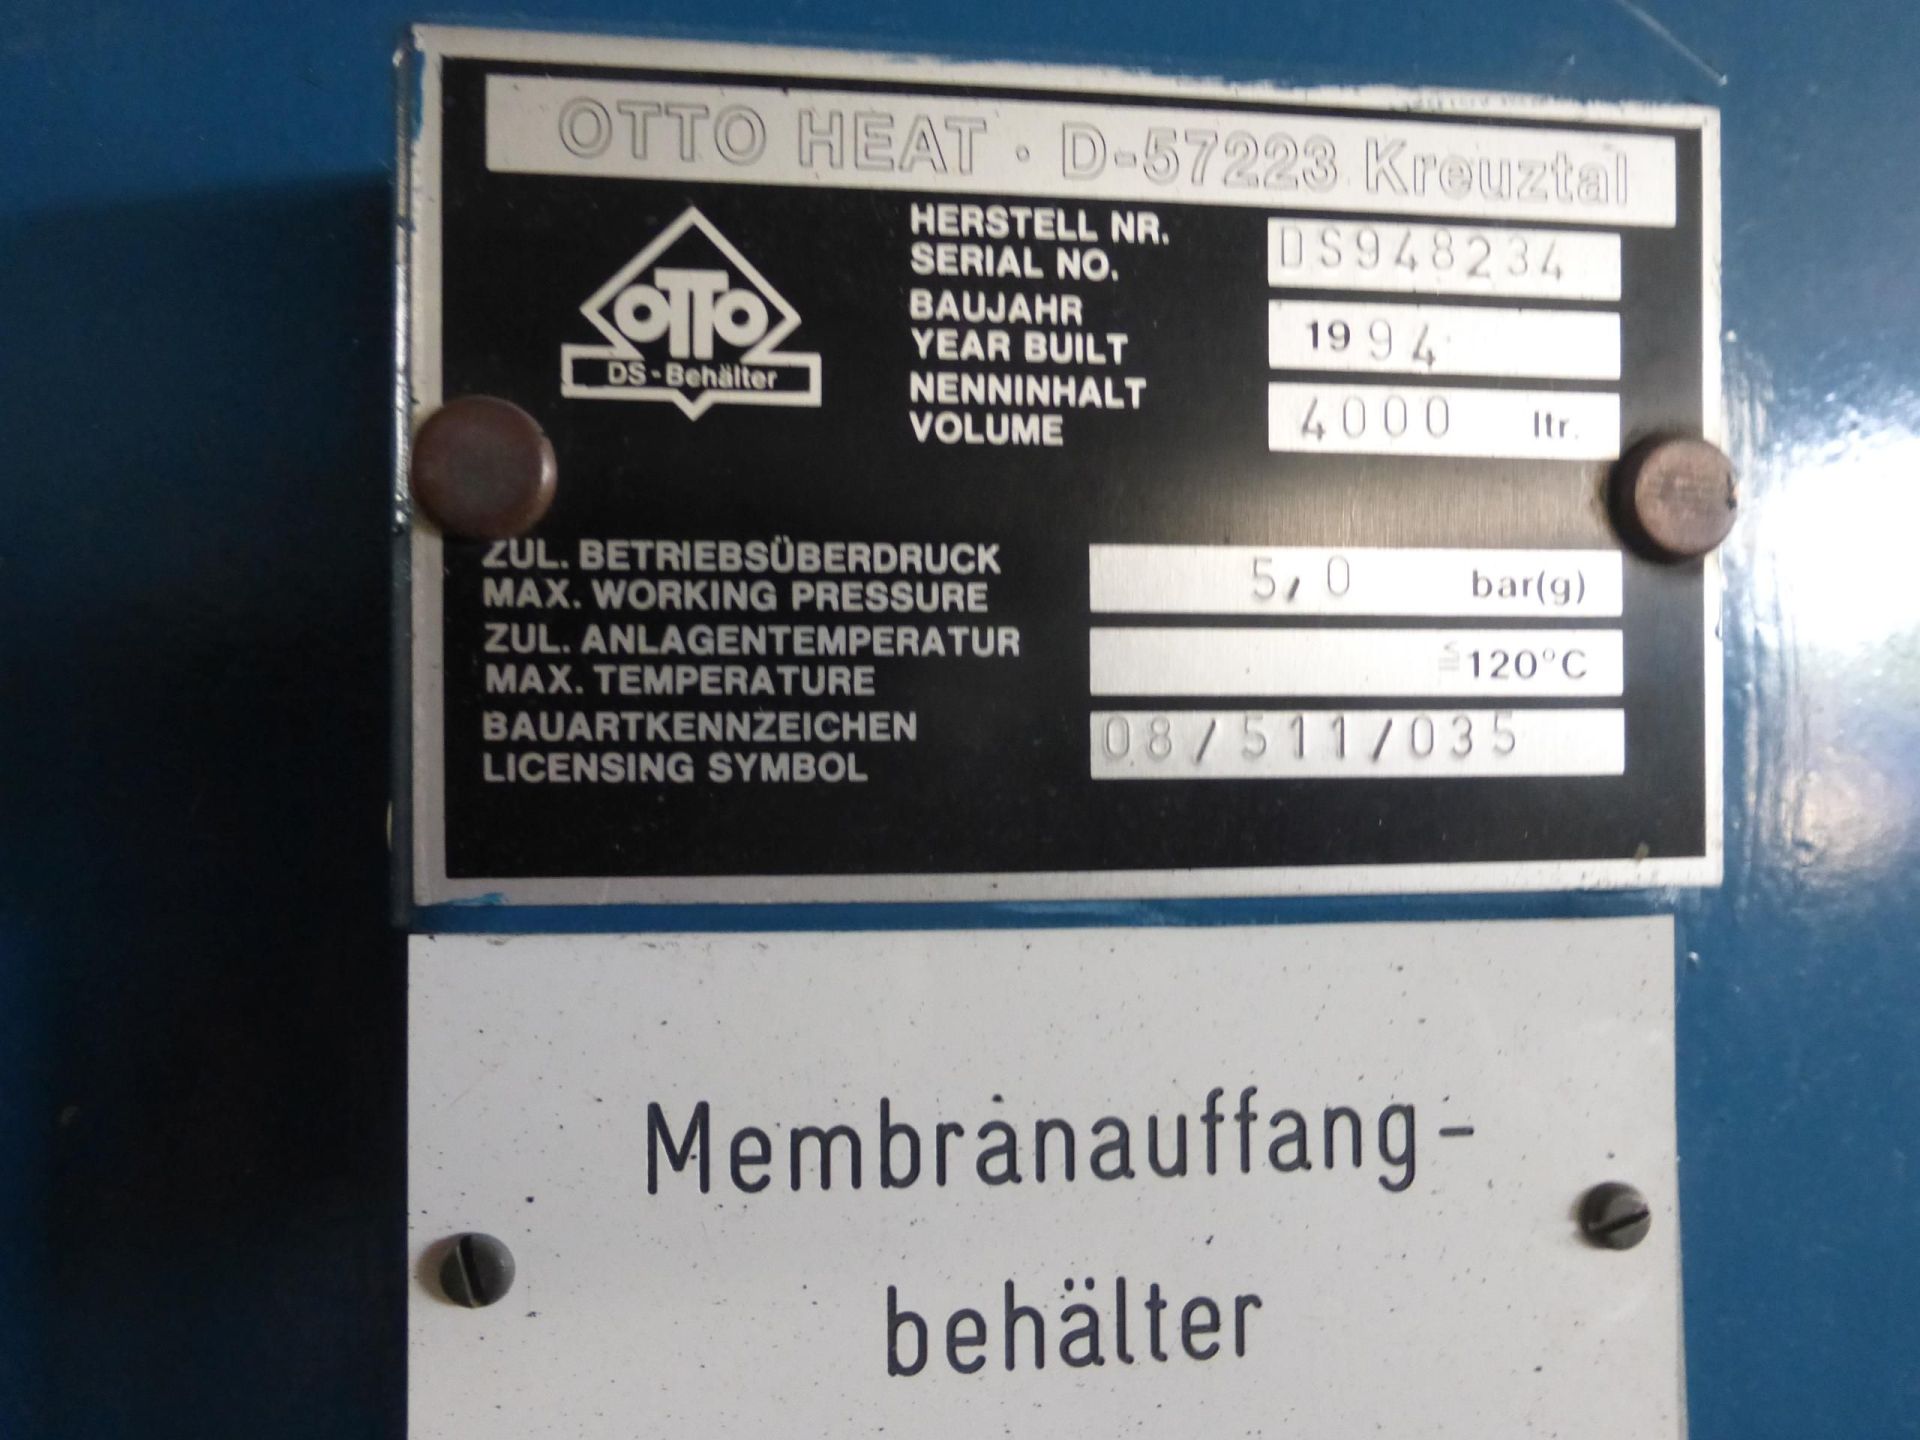 OTTO HEAT · D-57223 Kreuztal
OTTO
DS-Behälter
HERSTELL NR.
SERIAL NO.
DS948234
BAUJAHR
YEAR BUILT
1994
NENNINHALT
VOLUME
4000 ltr.
ZUL. BETRIEBSÜBERDRUCK
MAX. WORKING PRESSURE
5,0 bar(g)
ZUL. ANLAGENTEMPERATUR
MAX. TEMPERATURE
≦120°C
BAUARTKENNZEICHEN
LICENSING SYMBOL
08/511/035
Membranauffang-
behälter